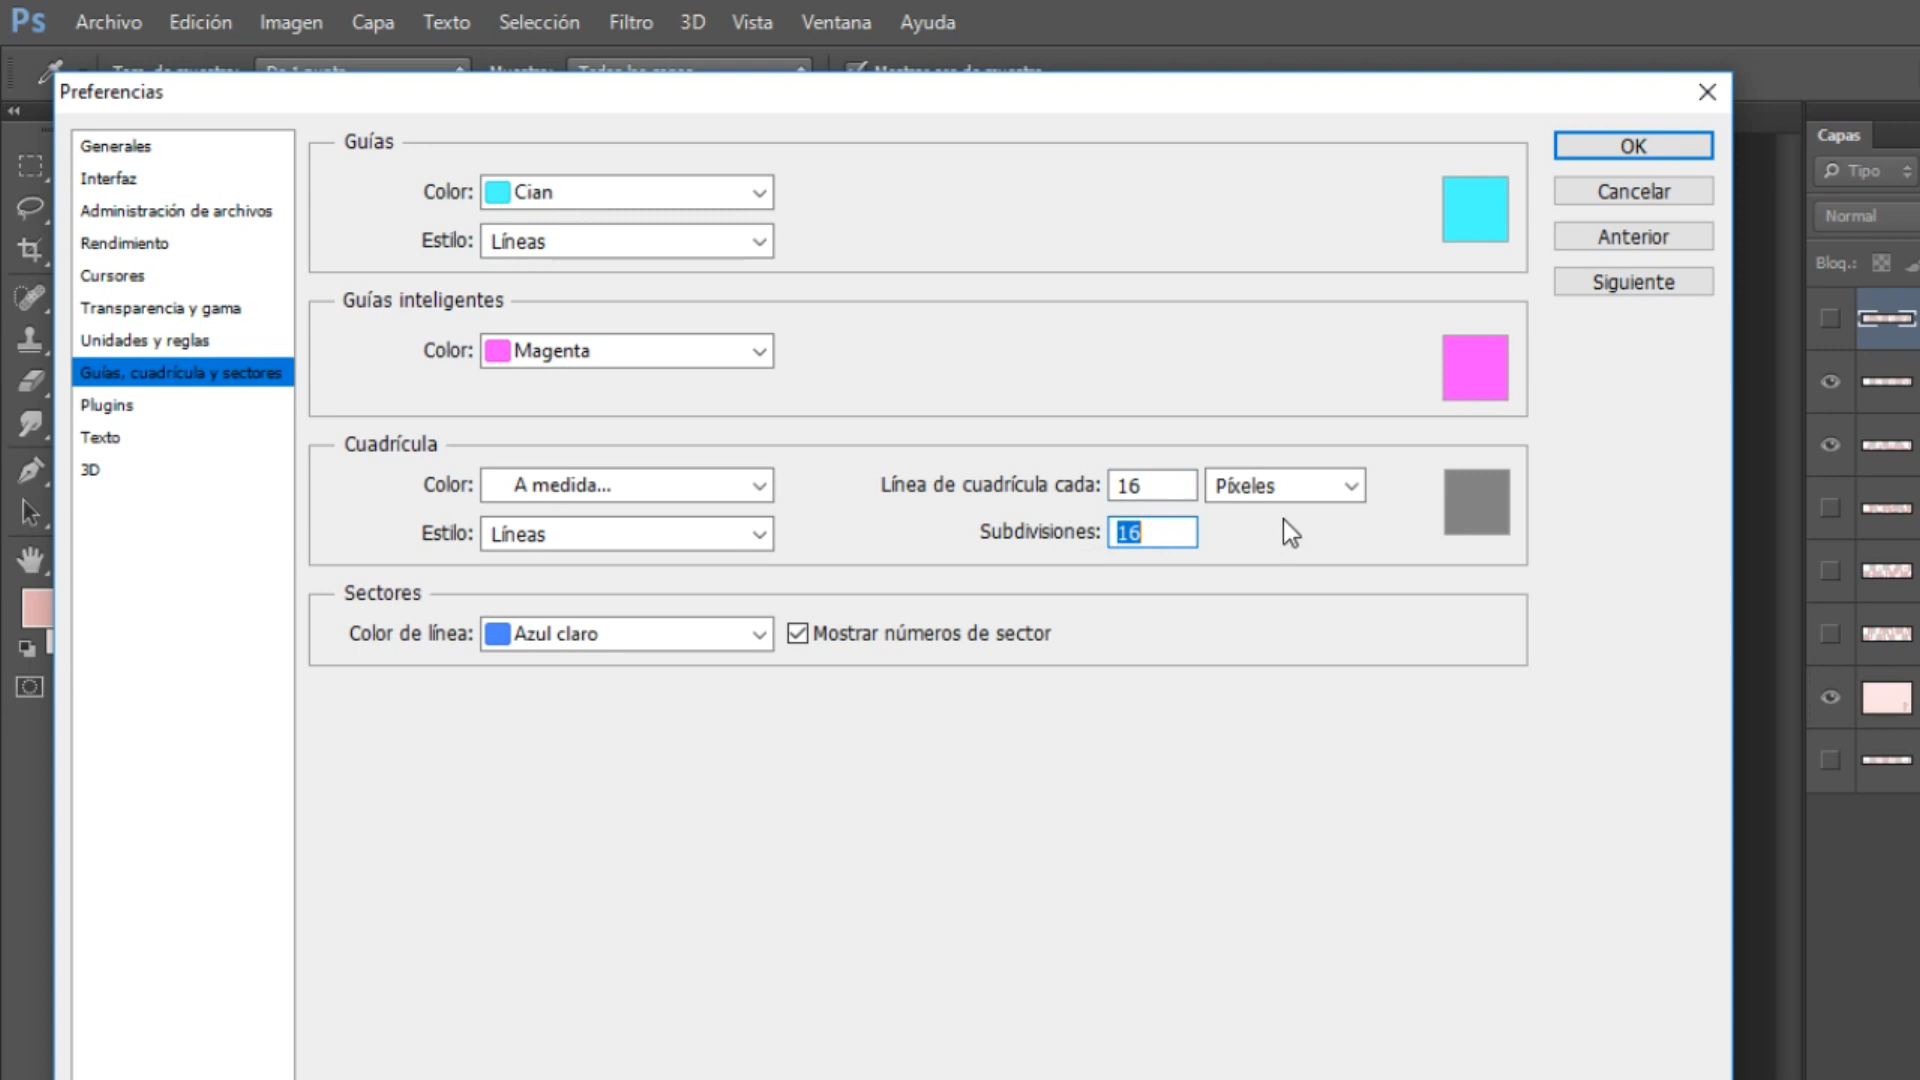 Ps Archivo Edición Imagen Capa Texto Selección Filtro 3D Vista Ventana Ayuda
Preferencias
Generales
Interfaz
Administración de archivos
Rendimiento
Cursores
Transparencia y gama
Unidades y reglas
Guías, cuadrícula y sectores
Plugins
Texto
3D
Guías
Color: Cian
Estilo: Líneas
Guías inteligentes
Color: Magenta
Cuadrícula
Color: A medida... Línea de cuadrícula cada: 16 Píxeles
Estilo: Líneas Subdivisiones: 16
Sectores
Color de línea: Azul claro Mostrar números de sector
OK
Cancelar
Anterior
Siguiente
Capas
Tipo
Normal
Bloq.: